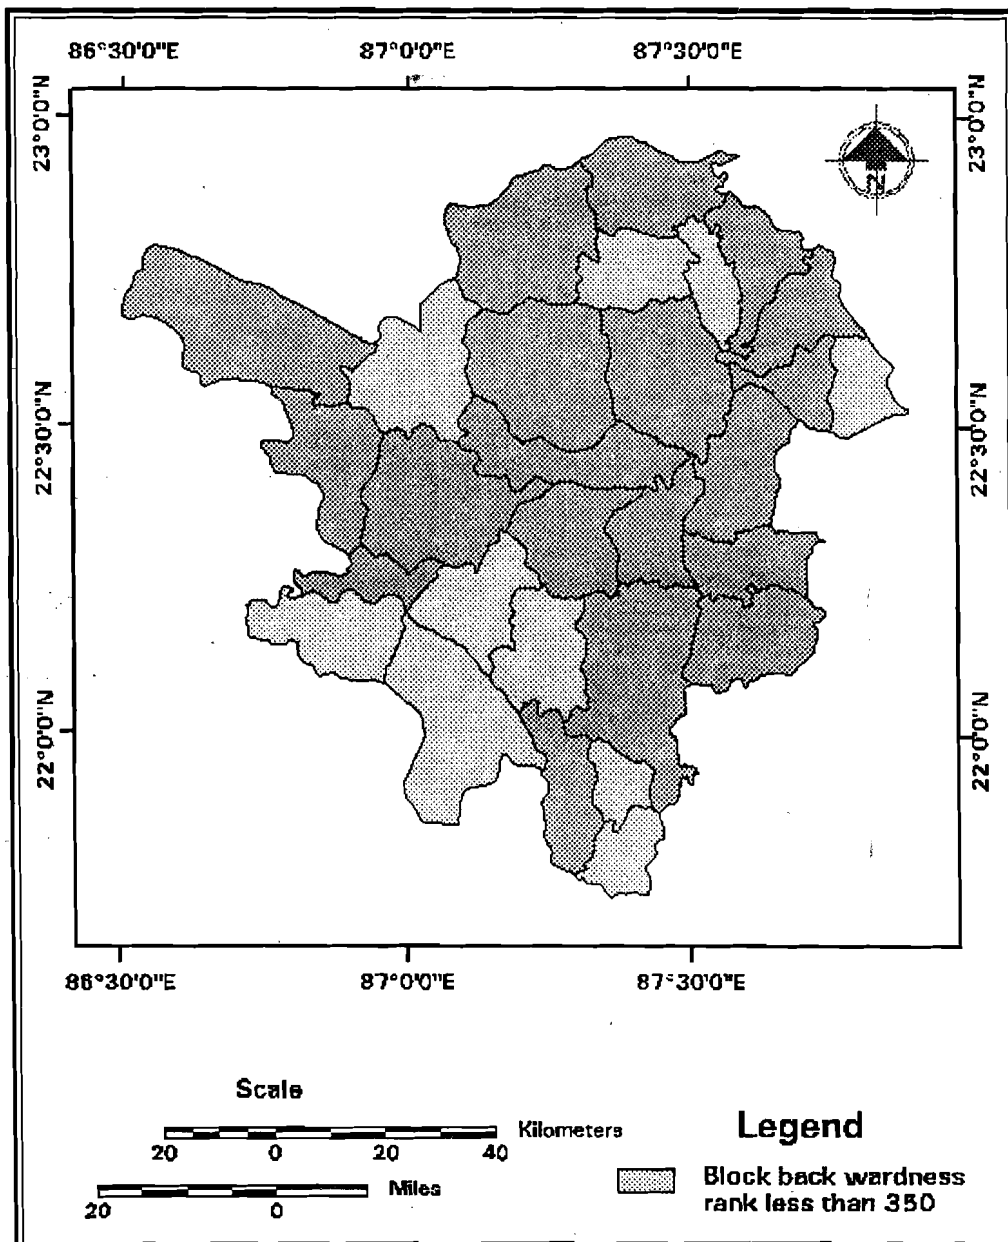 86°30'0"E 87°0'0"E 87°30'0"E
23°0'0"N 23°0'0"N
N
22°30'0"N 22°30'0"N
22°0'0"N 22°0'0"N
86°30'0"E 87°0'0"E 87°30'0"E
Scale
Kilometers
20 0 20 40
Miles
20 0
Legend
Block back wardness
rank less than 350